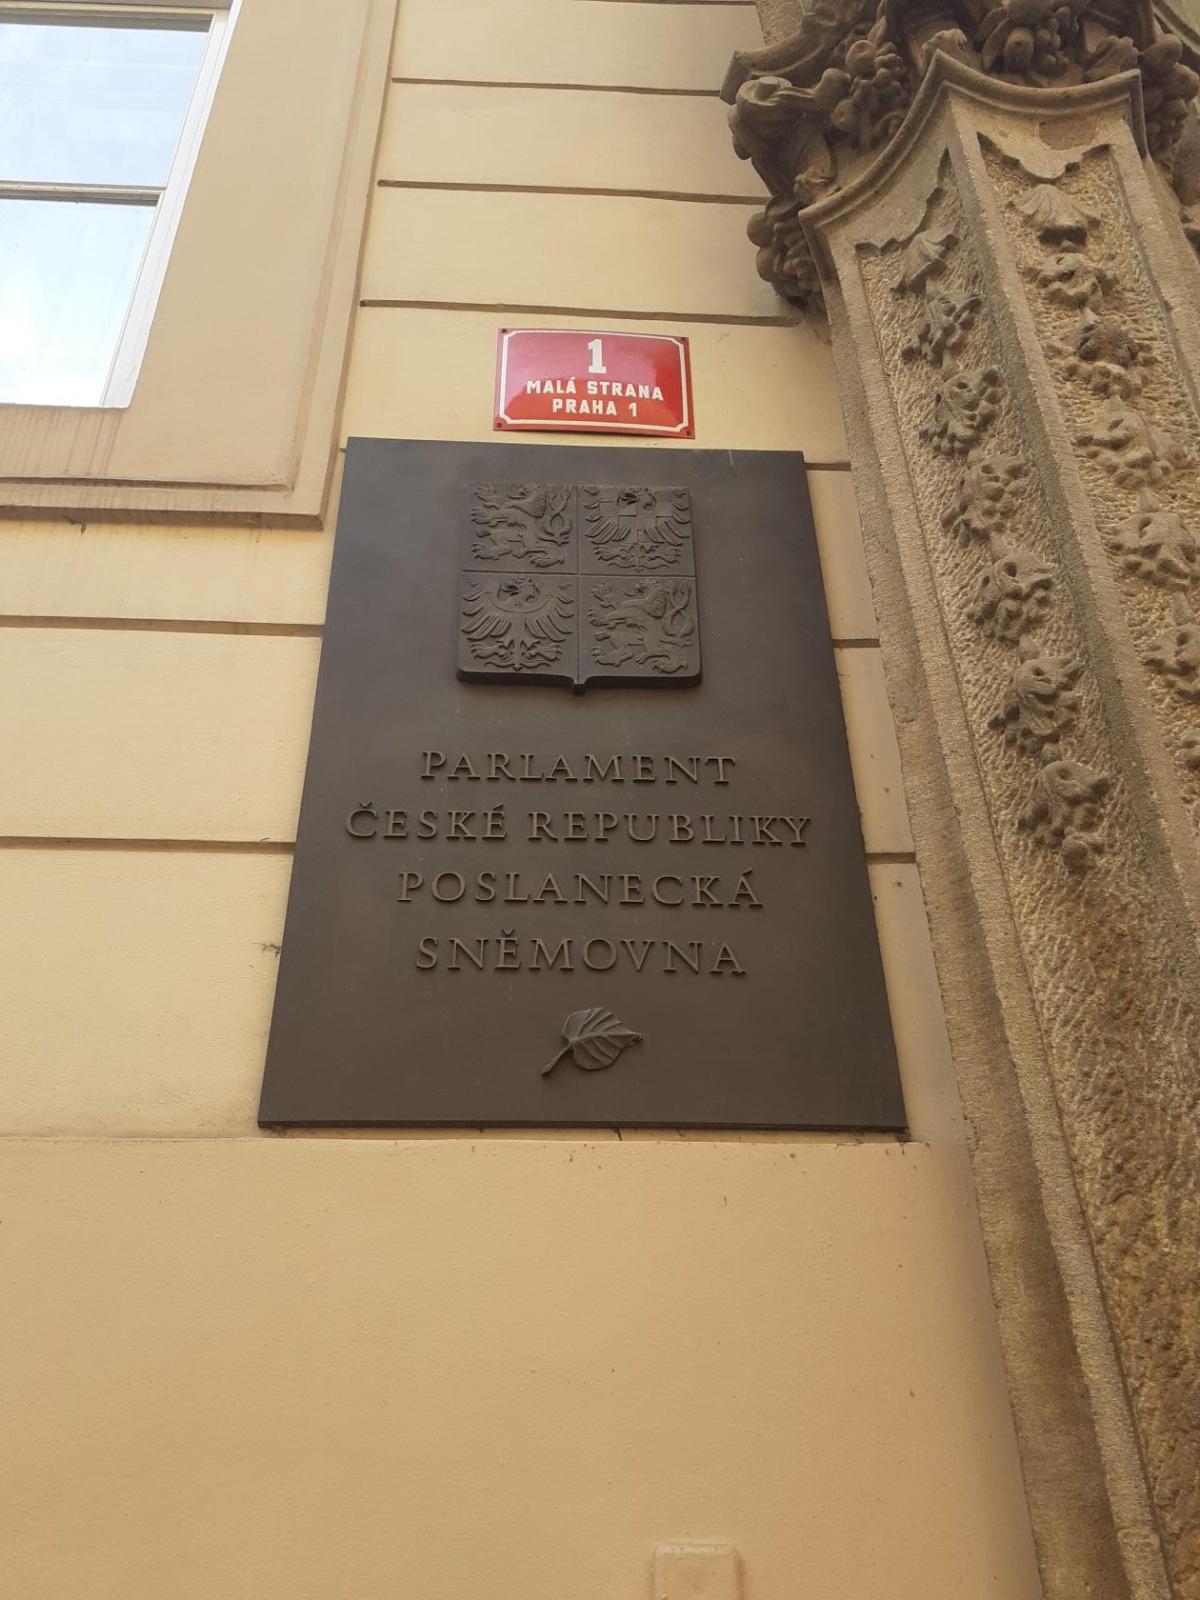 1
MALÁ STRANA
PRAHA 1
PARLAMENT
ČESKÉ REPUBLIKY
POSLANECKÁ
SNĚMOVNA